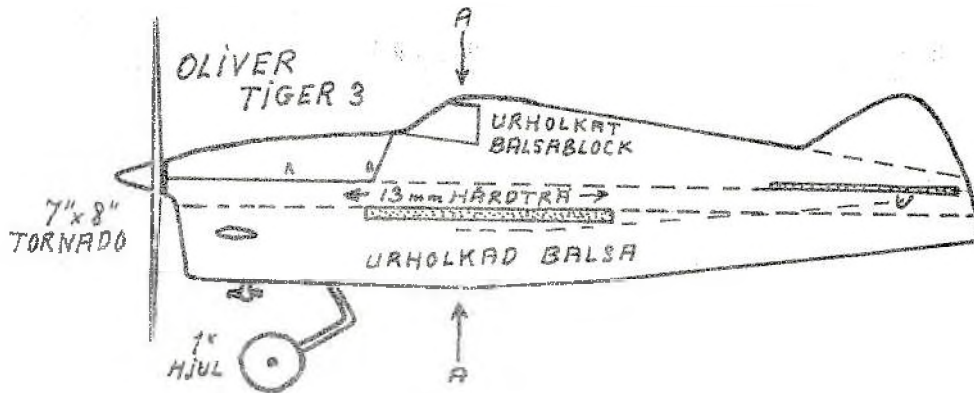 A
OLIVER
TIGER 3
URHOLKAT
BALSABLOCK
A B
13 mm HÅRDTRÄ
7" x 8"
TORNADO
URHOLKAD BALSA
1"
HJUL
A